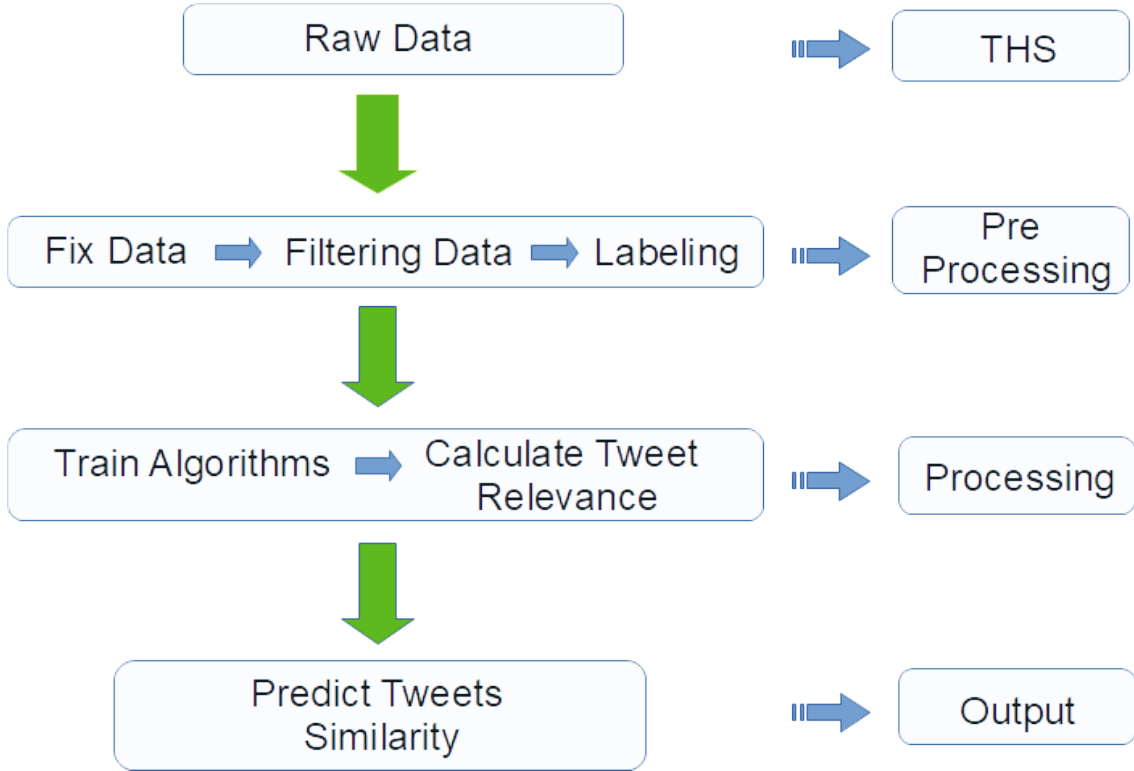 Raw Data
THS
Fix Data
Filtering Data
Labeling
Pre
Processing
Train Algorithms
Calculate Tweet
Relevance
Processing
Predict Tweets
Similarity
Output